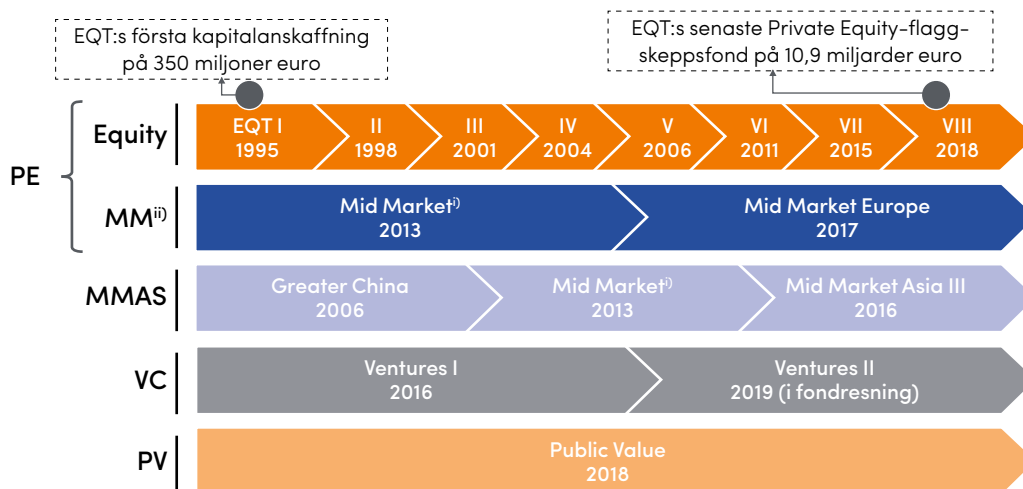 EQT:s första kapitalanskaffning
på 350 miljoner euro
EQT:s senaste Private Equity-flagg-
skeppsfond på 10,9 miljarder euro
PE
Equity
EQT I
1995
II
1998
III
2001
IV
2004
V
2006
VI
2011
VII
2015
VIII
2018
MMii)
Mid Marketi)
2013
Mid Market Europe
2017
MMAS
Greater China
2006
Mid Marketi)
2013
Mid Market Asia III
2016
VC
Ventures I
2016
Ventures II
2019 (i fondresning)
PV
Public Value
2018